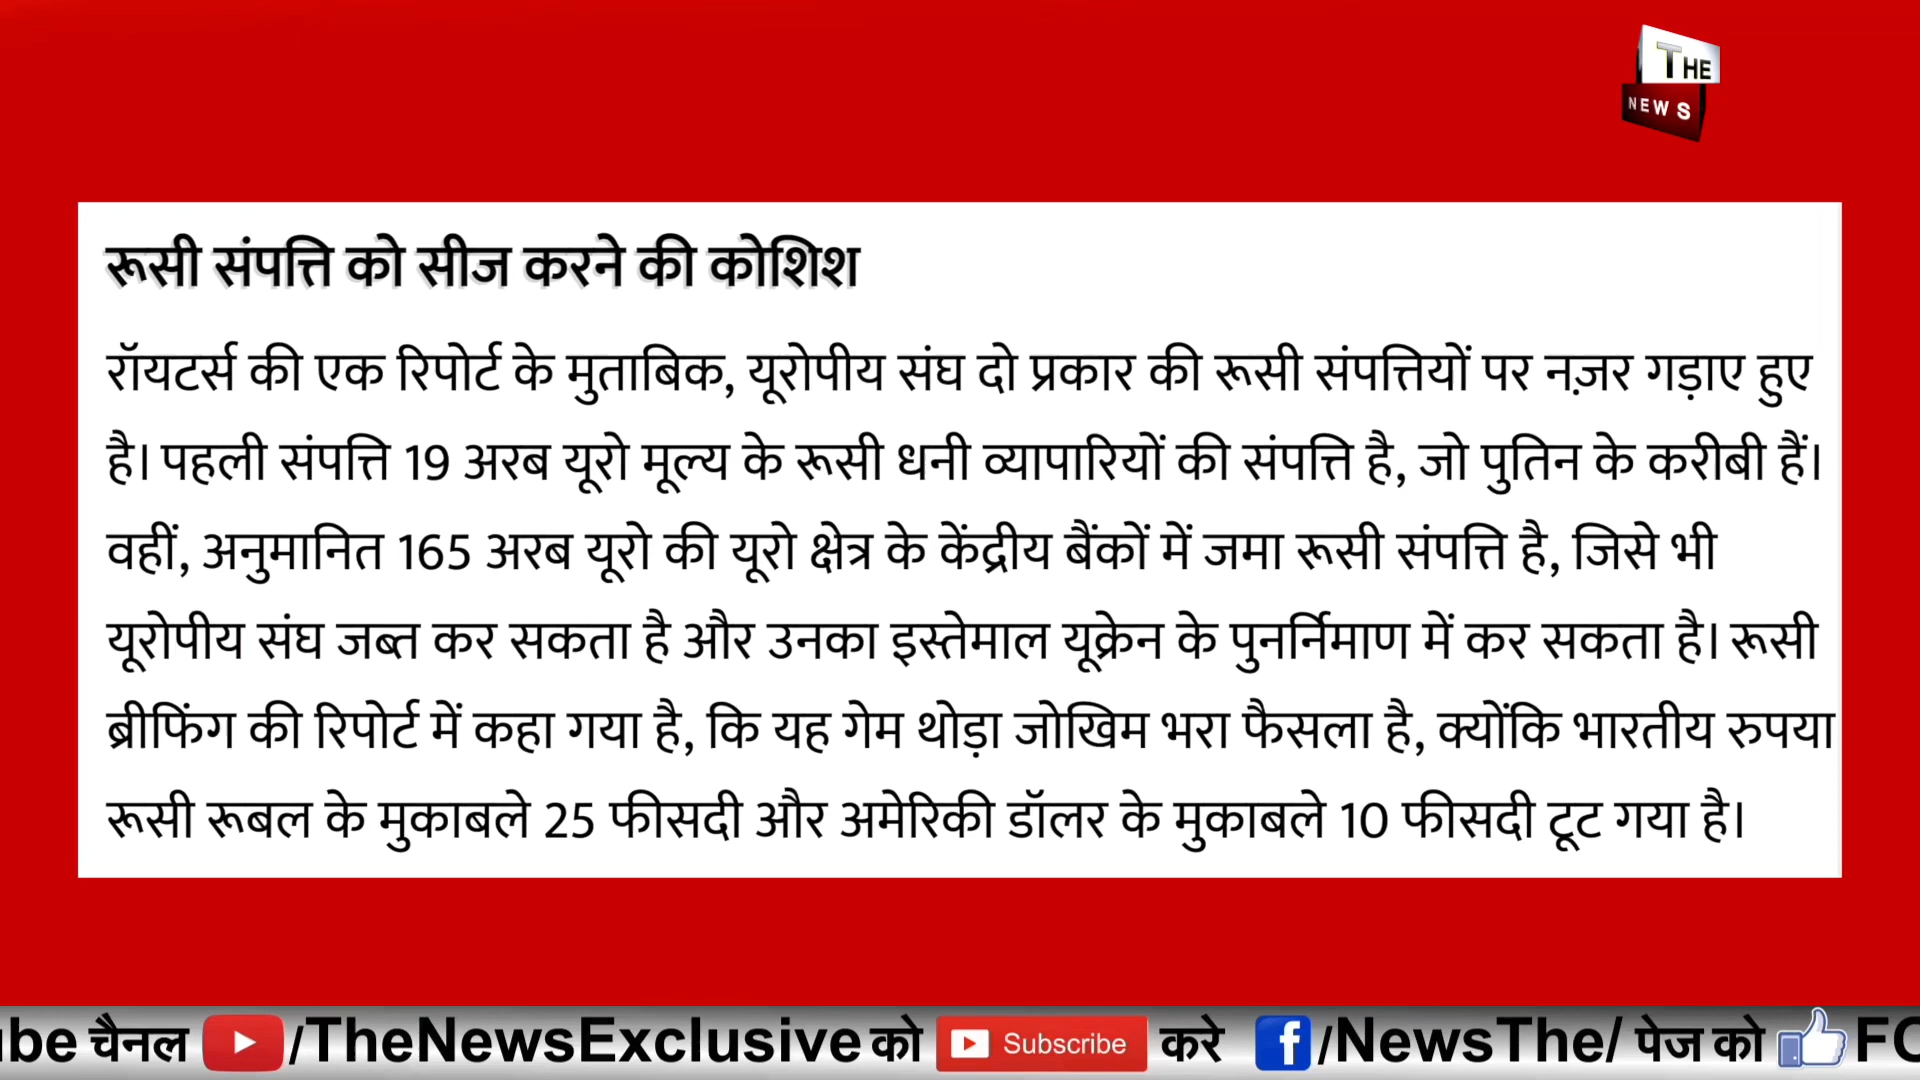 THE
NEWS
रूसी संपत्ति को सीज करने की कोशिश
रॉयटर्स की एक रिपोर्ट के मुताबिक, यूरोपीय संघ दो प्रकार की रूसी संपत्तियों पर नज़र गड़ाए हुए
है। पहली संपत्ति 19 अरब यूरो मूल्य के रूसी धनी व्यापारियों की संपत्ति है, जो पुतिन के करीबी हैं।
वहीं, अनुमानित 165 अरब यूरो की यूरो क्षेत्र के केंद्रीय बैंकों में जमा रूसी संपत्ति है, जिसे भी
यूरोपीय संघ जब्त कर सकता है और उनका इस्तेमाल यूक्रेन के पुनर्निमाण में कर सकता है। रूसी
ब्रीफिंग की रिपोर्ट में कहा गया है, कि यह गेम थोड़ा जोखिम भरा फैसला है, क्योंकि भारतीय रुपया
रूसी रूबल के मुकाबले 25 फीसदी और अमेरिकी डॉलर के मुकाबले 10 फीसदी टूट गया है।
ube चैनल /TheNewsExclusive को Subscribe करे f /NewsThe/ पेज को